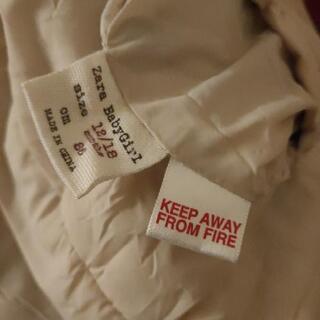 Zara BabyGirl
size 12/18
cm 86
MADE IN CHINA
KEEP AWAY
FROM FIRE